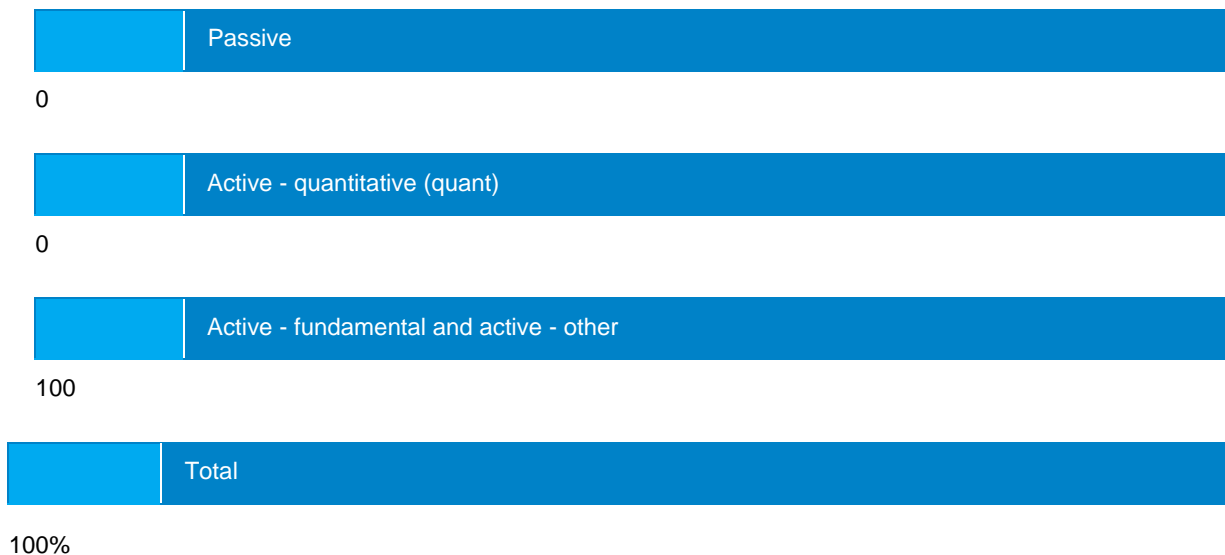 Passive
0
Active - quantitative (quant)
0
Active - fundamental and active - other
100
Total
100%